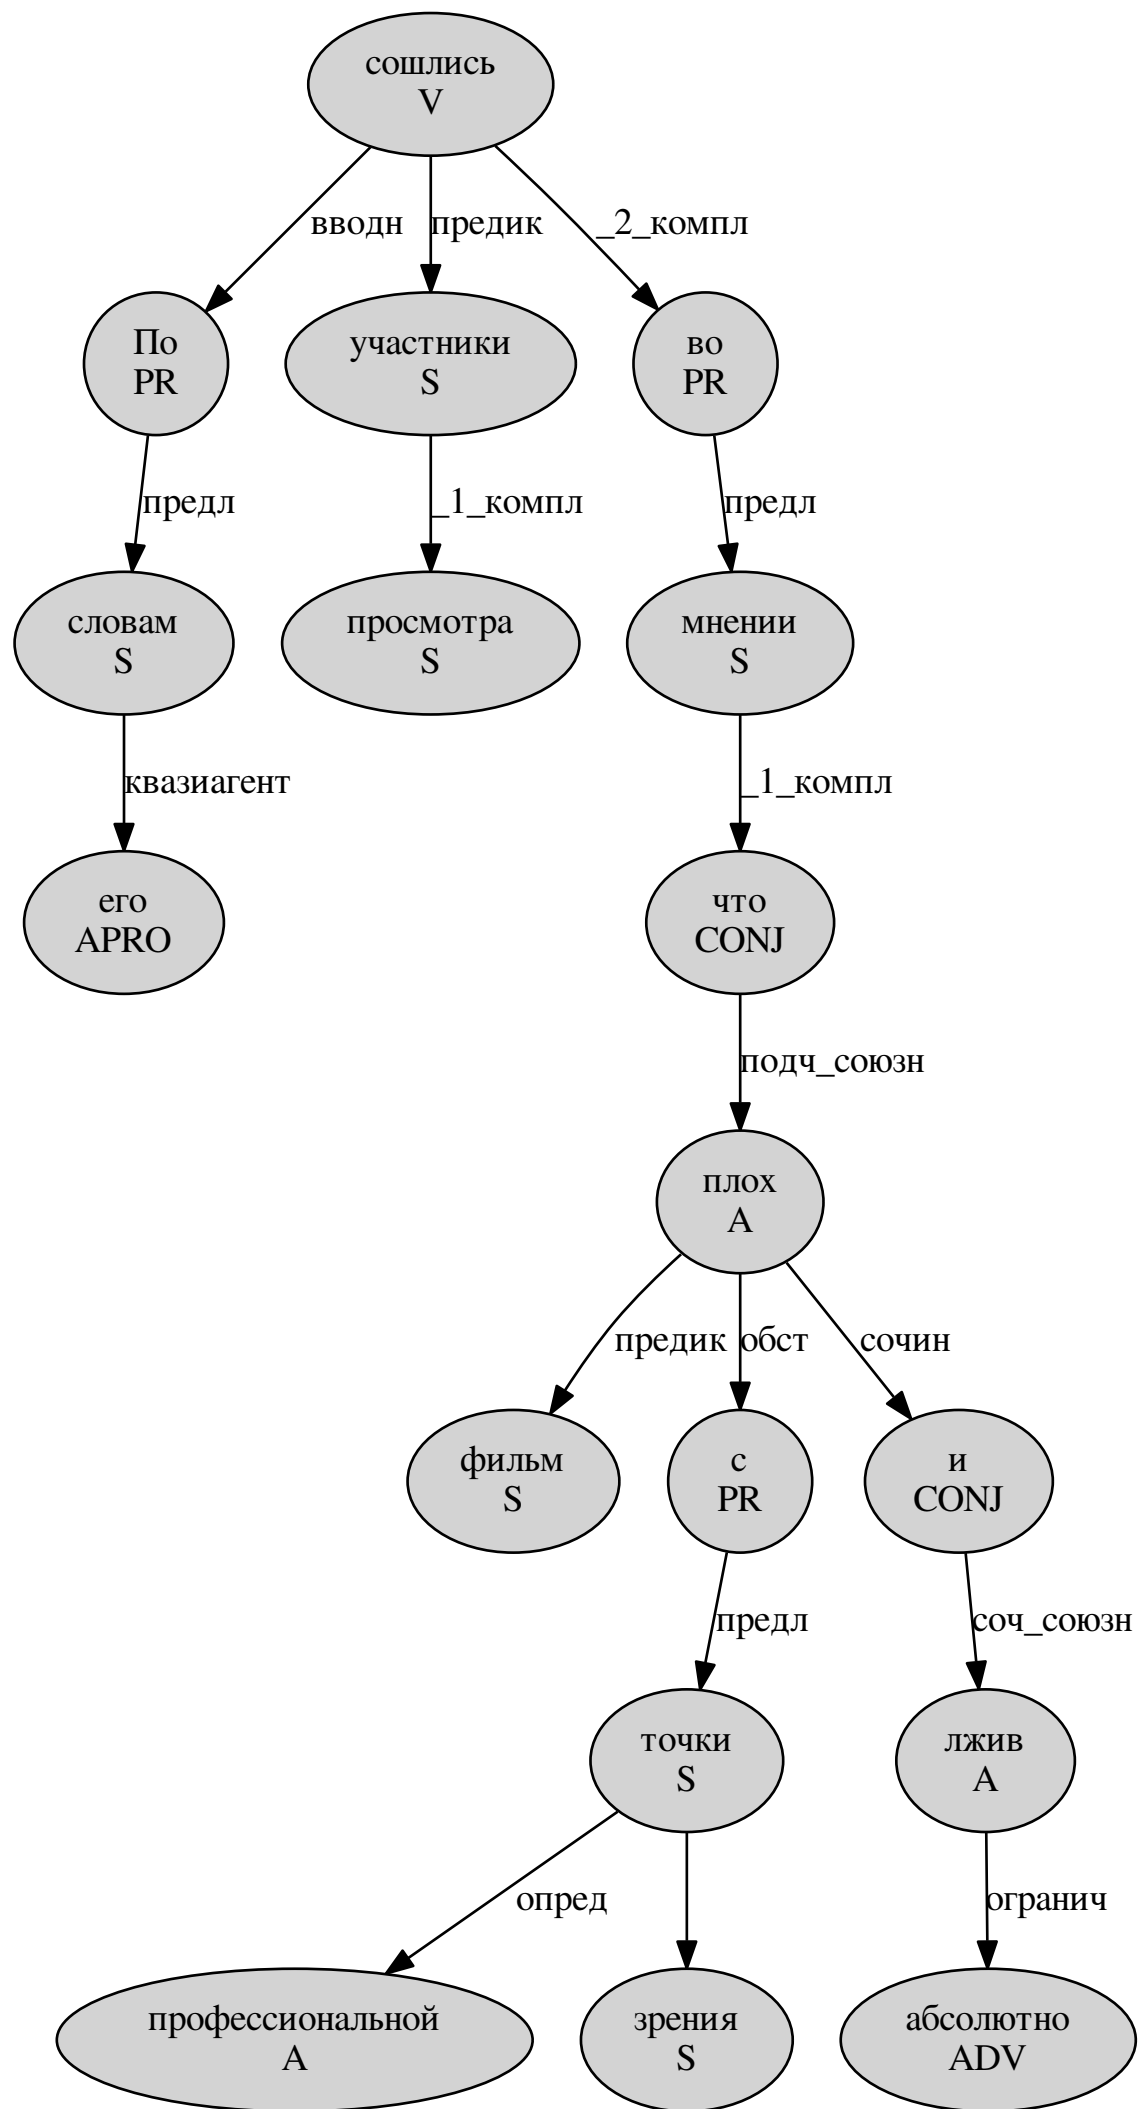 сошлись
V
вводн
предик
_2_компл
По
PR
участники
S
во
PR
предл
_1_компл
предл
словам
S
просмотра
S
мнении
S
квазиагент
_1_компл
его
APRO
что
CONJ
подч_союзн
плох
A
предик
обст
сочин
фильм
S
с
PR
и
CONJ
предл
соч_союзн
точки
S
лжив
A
опред
огранич
профессиональной
A
зрения
S
абсолютно
ADV